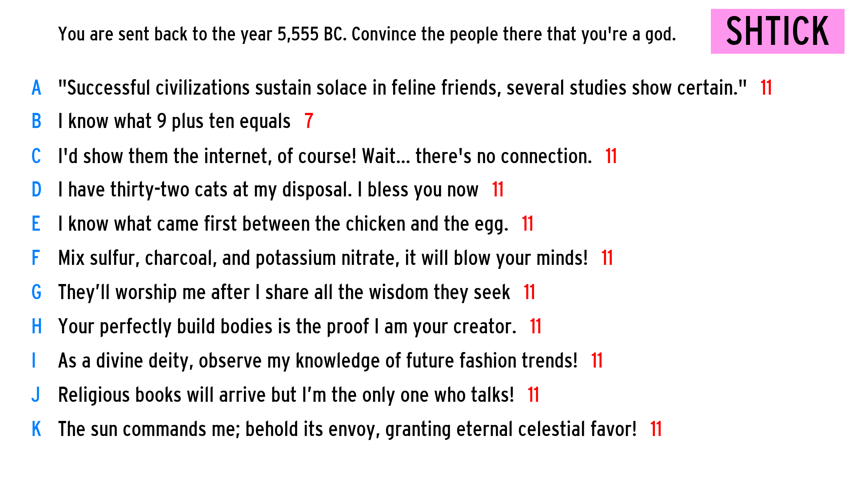 You are sent back to the year 5,555 BC. Convince the people there that you're a god.
SHTICK
A "Successful civilizations sustain solace in feline friends, several studies show certain." 11
B I know what 9 plus ten equals 7
C I'd show them the internet, of course! Wait... there's no connection. 11
D I have thirty-two cats at my disposal. I bless you now 11
E I know what came first between the chicken and the egg. 11
F Mix sulfur, charcoal, and potassium nitrate, it will blow your minds! 11
G They’ll worship me after I share all the wisdom they seek 11
H Your perfectly build bodies is the proof I am your creator. 11
I As a divine deity, observe my knowledge of future fashion trends! 11
J Religious books will arrive but I’m the only one who talks! 11
K The sun commands me; behold its envoy, granting eternal celestial favor! 11